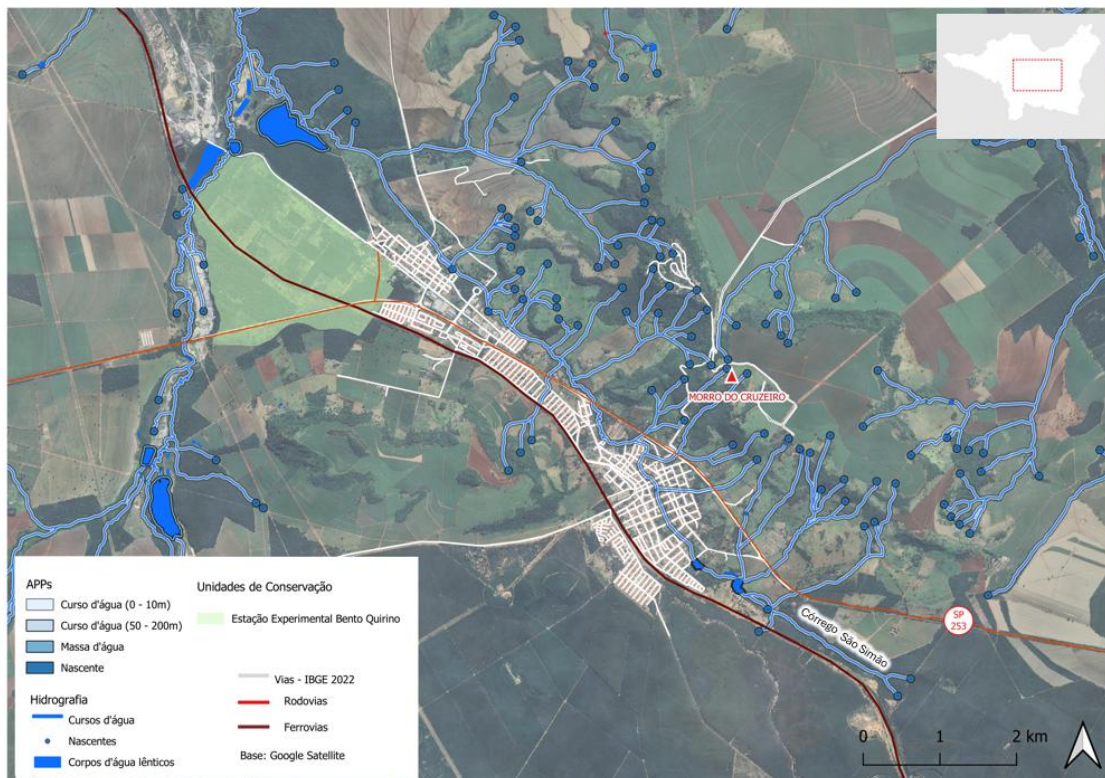 MORRO DO CRUZEIRO
Córrego São Simão
SP
253
APPs
Curso d'água (0 - 10m)
Curso d'água (50 - 200m)
Massa d'água
Nascente
Hidrografia
Cursos d'água
Nascentes
Corpos d'água lênticos
Unidades de Conservação
Estação Experimental Bento Quirino
Vias - IBGE 2022
Rodovias
Ferrovias
Base: Google Satellite
0 1 2 km